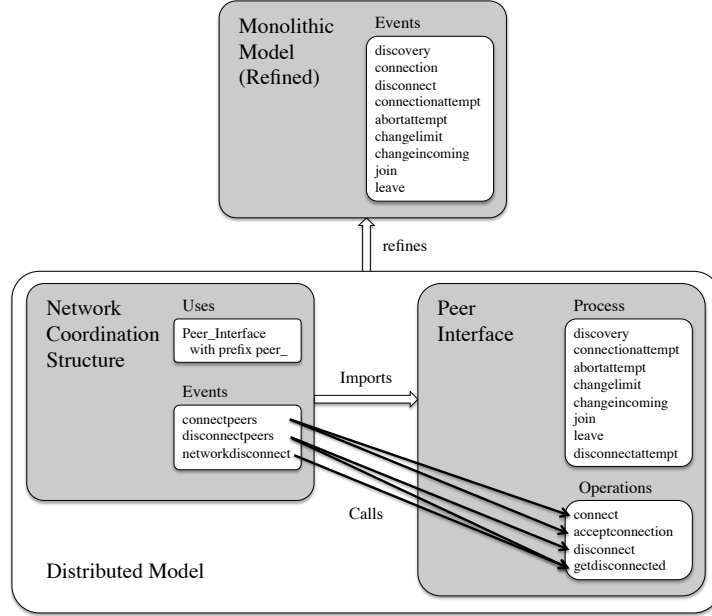 Monolithic
Model
(Refined)
Events
discovery
connection
disconnect
connectionattempt
abortattempt
changelimit
changeincoming
join
leave
refines
Network
Coordination
Structure
Uses
Peer_Interface
with prefix peer_
Events
connectpeers
disconnectpeers
networkdisconnect
Imports
Calls
Peer
Interface
Process
discovery
connectionattempt
abortattempt
changelimit
changeincoming
join
leave
disconnectattempt
Operations
connect
acceptconnection
disconnect
getdisconnected
Distributed Model